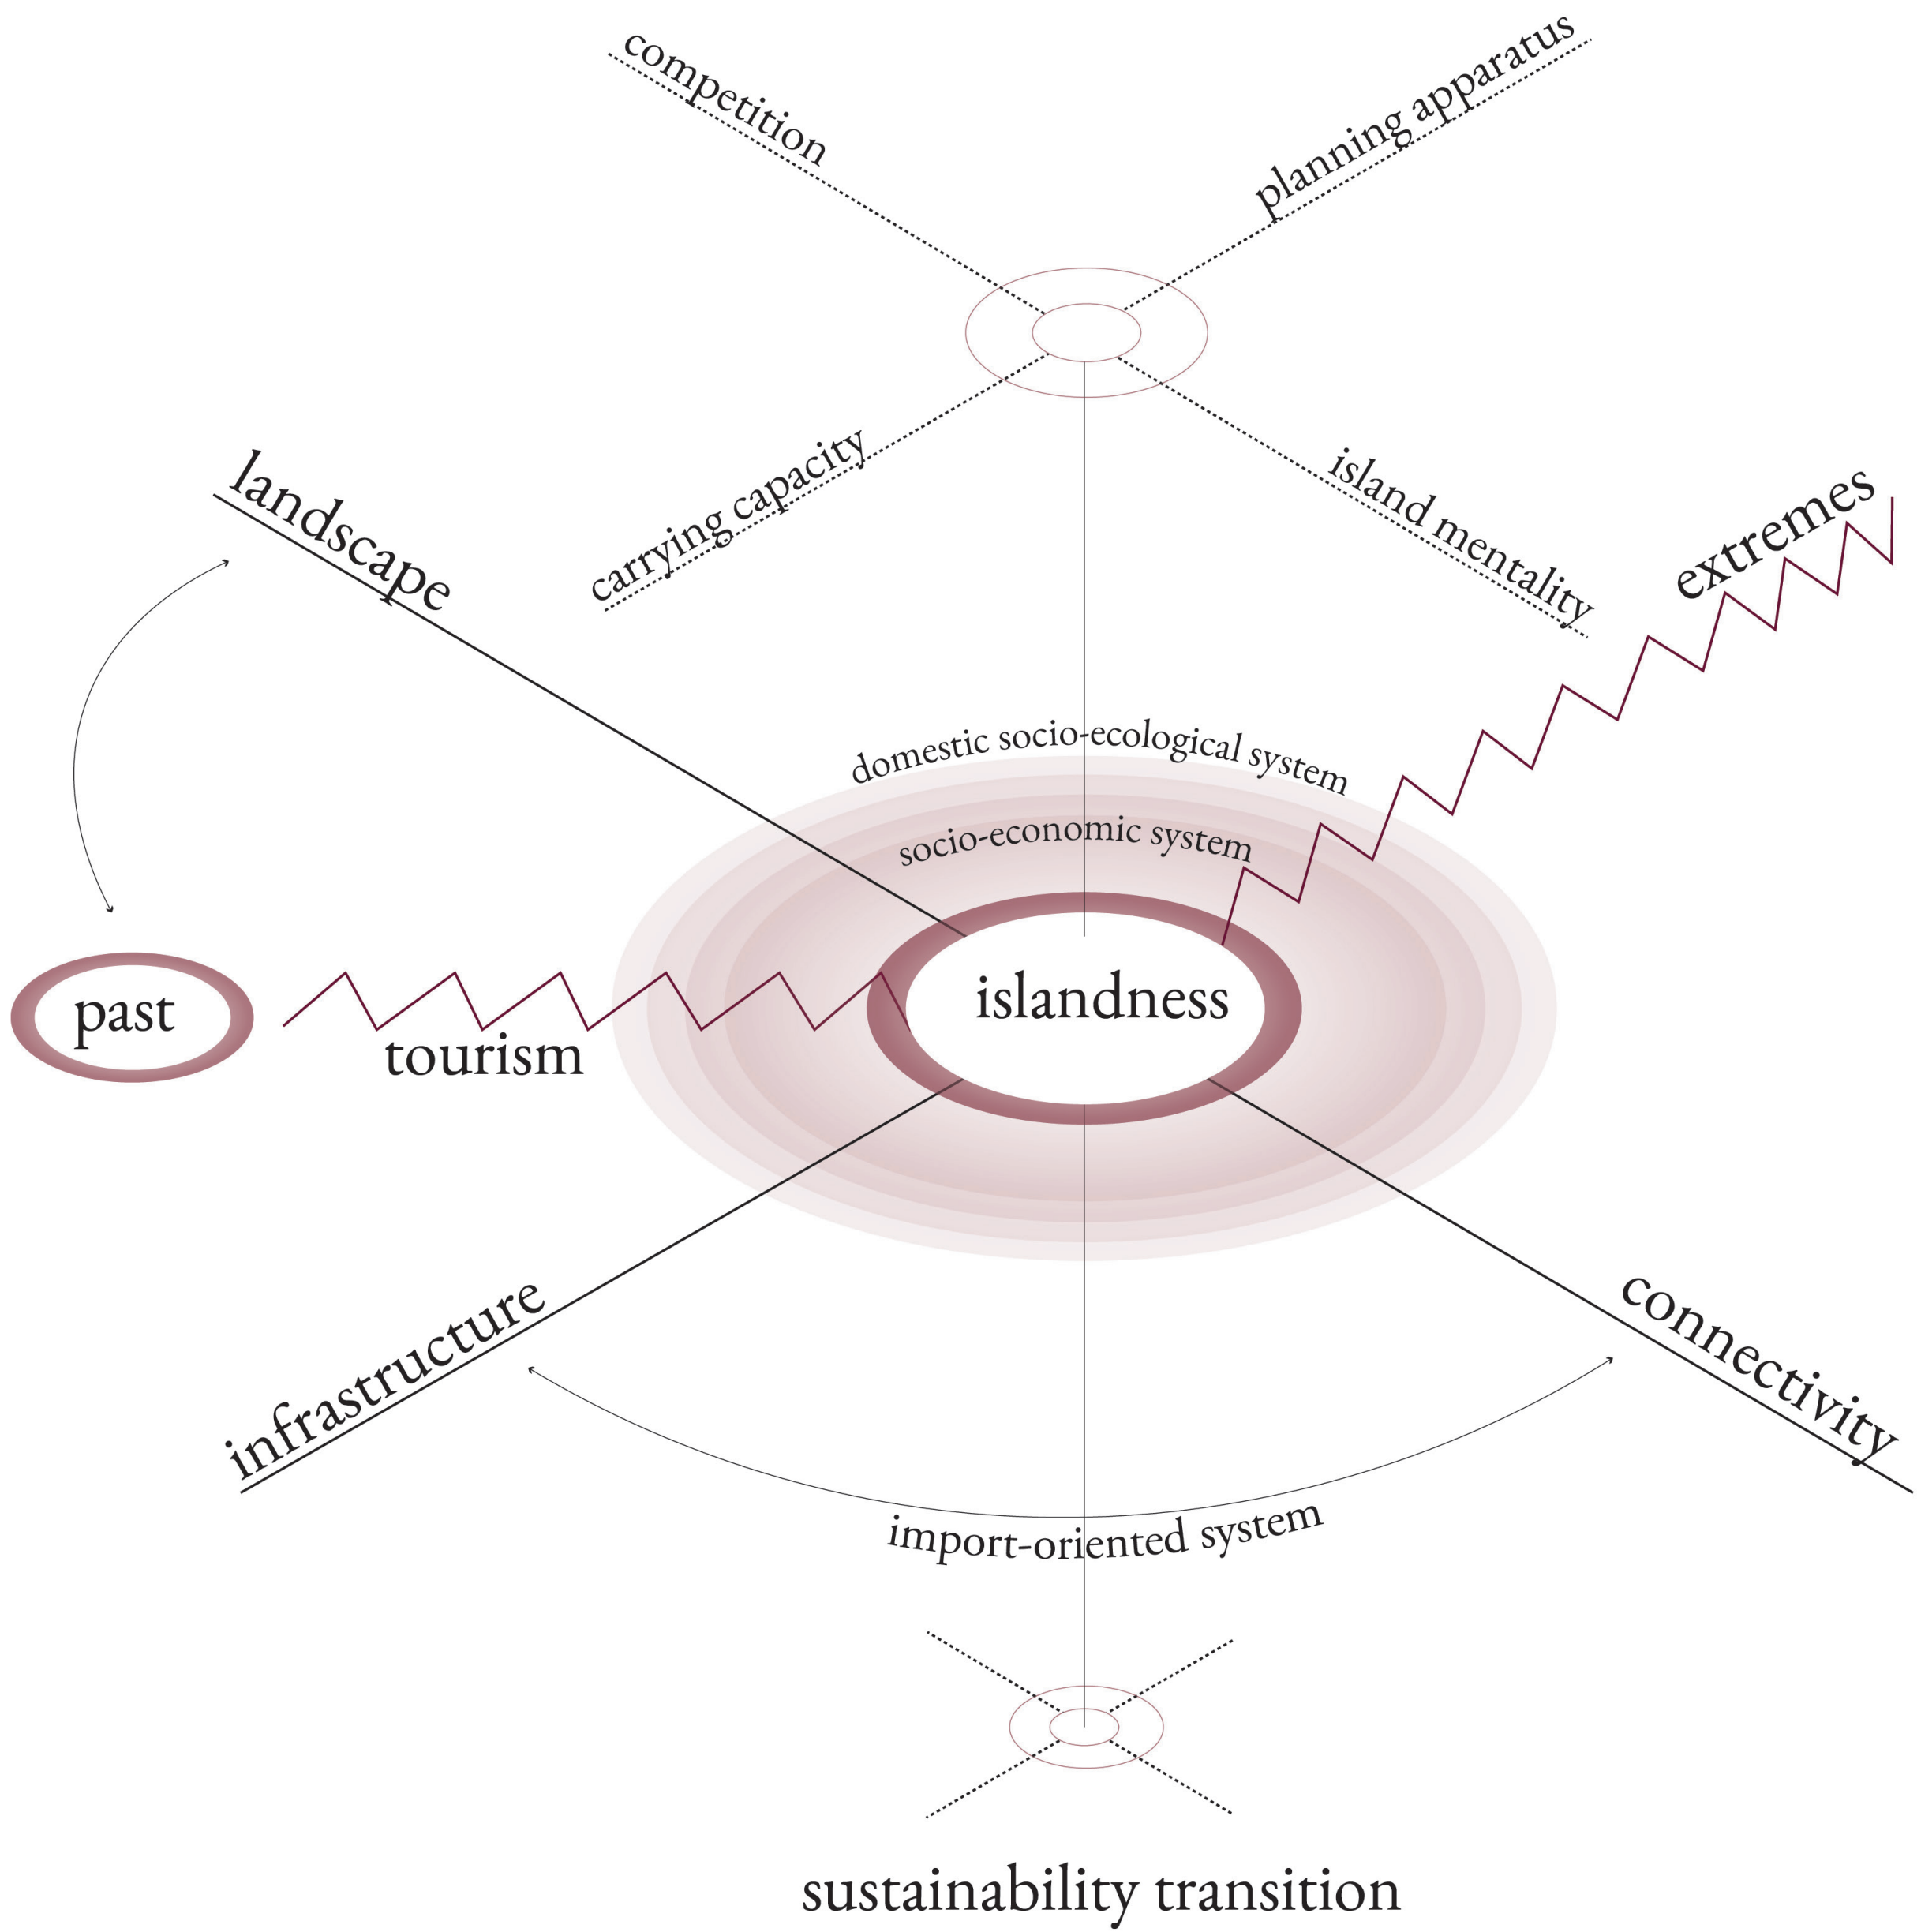 competition
planning apparatus
carrying capacity
island mentality
landscape
extremes
domestic socio-ecological system
socio-economic system
islandness
past
tourism
infrastructure
connectivity
import-oriented system
sustainability transition